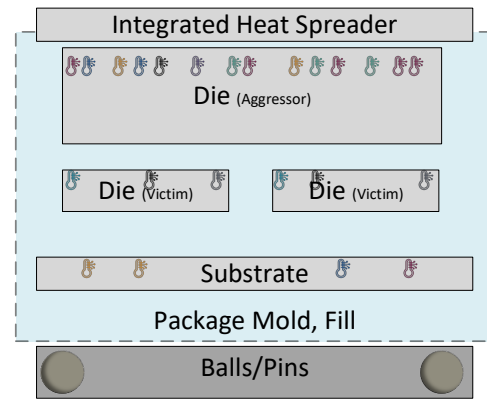 Integrated Heat Spreader
Die (Aggressor)
Die (Victim)
Die (Victim)
Substrate
Package Mold, Fill
Balls/Pins